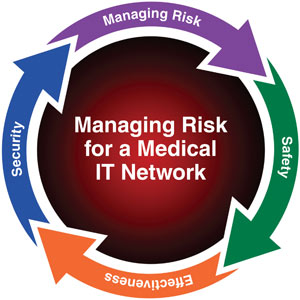 Managing Risk
Safety
Effectiveness
Security
Managing Risk
for a Medical
IT Network